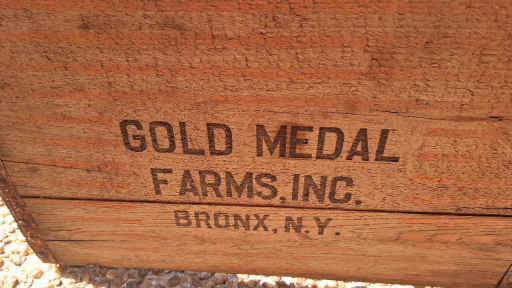 GOLD MEDAL
FARMS, INC.
BRONX, N.Y.